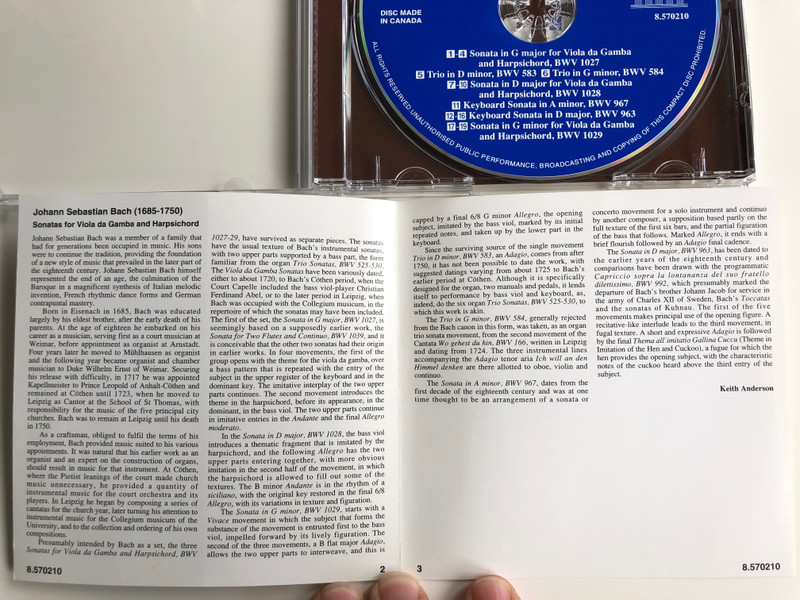 DISC MADE
IN CANADA
8.570210
1-4 Sonata in G major for Viola da Gamba
and Harpsichord, BWV 1027
5 Trio in D minor, BWV 583 6 Trio in G minor, BWV 584
7-10 Sonata in D major for Viola da Gamba
and Harpsichord, BWV 1028
11 Keyboard Sonata in A minor, BWV 967
12-16 Keyboard Sonata in D major, BWV 963
17-19 Sonata in G minor for Viola da Gamba
and Harpsichord, BWV 1029
ALL RIGHTS RESERVED. UNAUTHORISED PUBLIC PERFORMANCE, BROADCASTING AND COPYING OF THIS COMPACT DISC PROHIBITED.
Johann Sebastian Bach (1685-1750)
Sonatas for Viola da Gamba and Harpsichord
Johann Sebastian Bach was a member of a family that
had for generations been occupied in music. His sons
were to continue the tradition, providing the foundation
of a new style of music that prevailed in the later part of
the eighteenth century. Johann Sebastian Bach himself
represented the end of an age, the culmination of the
Baroque in a magnificent synthesis of Italian melodic
invention, French rhythmic dance forms and German
contrapuntal mastery.
Born in Eisenach in 1685, Bach was educated
largely by his eldest brother, after the early death of his
parents. At the age of eighteen he embarked on his
career as a musician, serving first as a court musician at
Weimar, before appointment as organist at Arnstadt.
Four years later he moved to Mühlhausen as organist
and the following year became organist and chamber
musician to Duke Wilhelm Ernst of Weimar. Securing
his release with difficulty, in 1717 he was appointed
Kapellmeister to Prince Leopold of Anhalt-Cöthen and
remained at Cöthen until 1723, when he moved to
Leipzig as Cantor at the School of St Thomas, with
responsibility for the music of the five principal city
churches. Bach was to remain at Leipzig until his death
in 1750.
As a craftsman, obliged to fulfil the terms of his
employment, Bach provided music suited to his various
appointments. It was natural that his earlier work as an
organist and an expert on the construction of organs,
should result in music for that instrument. At Cöthen,
where the Pietist leanings of the court made church
music unnecessary, he provided a quantity of
instrumental music for the court orchestra and its
players. In Leipzig he began by composing a series of
cantatas for the church year, later turning his attention to
instrumental music for the Collegium musicum of the
University, and to the collection and ordering of his own
compositions.
Presumably intended by Bach as a set, the three
Sonatas for Viola da Gamba and Harpsichord, BWV
1027-29, have survived as separate pieces. The sonatas
have the usual texture of Bach's instrumental sonatas,
with two upper parts supported by a bass part, the form
familiar from the organ Trio Sonatas, BWV 525-530.
The Viola da Gamba Sonatas have been variously dated,
either to about 1720, to Bach's Cöthen period, when the
Court Capelle included the bass viol-player Christian
Ferdinand Abel, or to the later period in Leipzig, when
Bach was occupied with the Collegium musicum, in the
repertoire of which the sonatas may have been included.
The first of the set, the Sonata in G major, BWV 1027, is
seemingly based on a supposedly earlier work, the
Sonata for Two Flutes and Continuo, BWV 1039, and it
is conceivable that the other two sonatas had their origin
in earlier works. In four movements, the first of the
group opens with the theme for the viola da gamba, over
a bass pattern that is repeated with the entry of the
subject in the upper register of the keyboard and in the
dominant key. The imitative interplay of the two upper
parts continues. The second movement introduces the
theme in the harpsichord, before its appearance, in the
dominant, in the bass viol. The two upper parts continue
in imitative entries in the Andante and the final Allegro
moderato.
In the Sonata in D major, BWV 1028, the bass viol
introduces a thematic fragment that is imitated by the
harpsichord, and the following Allegro has the two
upper parts entering together, with more obvious
imitation in the second half of the movement, in which
the harpsichord is allowed to fill out some of the
textures. The B minor Andante is in the rhythm of a
siciliano, with the original key restored in the final 6/8
Allegro, with its variations in texture and figuration.
The Sonata in G minor, BWV 1029, starts with a
Vivace movement in which the subject that forms the
substance of the movement is entrusted first to the bass
viol, impelled forward by its lively figuration. The
second of the three movements, a B flat major Adagio,
allows the two upper parts to interweave, and this is
8.570210
2
capped by a final 6/8 G minor Allegro, the opening
subject, imitated by the bass viol, marked by its initial
repeated notes, and taken up by the lower part in the
keyboard.
Since the surviving source of the single movement
Trio in D minor, BWV 583, an Adagio, comes from after
1750, it has not been possible to date the work, with
suggested datings varying from about 1725 to Bach's
earlier period at Cöthen. Although it is specifically
designed for the organ, two manuals and pedals, it lends
itself to performance by bass viol and keyboard, as,
indeed, do the six organ Trio Sonatas, BWV 525-530, to
which this work is akin.
The Trio in G minor, BWV 584, generally rejected
from the Bach canon in this form, was taken, as an organ
trio sonata movement, from the second movement of the
Cantata Wo gehest du hin, BWV 166, written in Leipzig
and dating from 1724. The three instrumental lines
accompanying the Adagio tenor aria Ich will an den
Himmel denken are there allotted to oboe, violin and
continuo.
The Sonata in A minor, BWV 967, dates from the
first decade of the eighteenth century and was at one
time thought to be an arrangement of a sonata or
concerto movement for a solo instrument and continuo
by another composer, a supposition based partly on the
full texture of the first six bars, and the partial figuration
of the bass that follows. Marked Allegro, it ends with a
brief flourished followed by an Adagio final cadence.
The Sonata in D major, BWV 963, has been dated to
the earlier years of the eighteenth century and
comparisons have been drawn with the programmatic
Capriccio sopra la lontananza del suo fratello
dilettissimo, BWV 992, which presumably marked the
departure of Bach's brother Johann Jacob for service in
the army of Charles XII of Sweden, Bach's Toccatas
and the sonatas of Kuhnau. The first of the five
movements makes principal use of the opening figure. A
recitative-like interlude leads to the third movement, in
fugal texture. A short and expressive Adagio is followed
by the final Thema all' imitatio Gallina Cuccu (Theme in
Imitation of the Hen and Cuckoo), a fugue for which the
hen provides the opening subject, with the characteristic
notes of the cuckoo heard above the third entry of the
subject.
Keith Anderson
3
8.570210